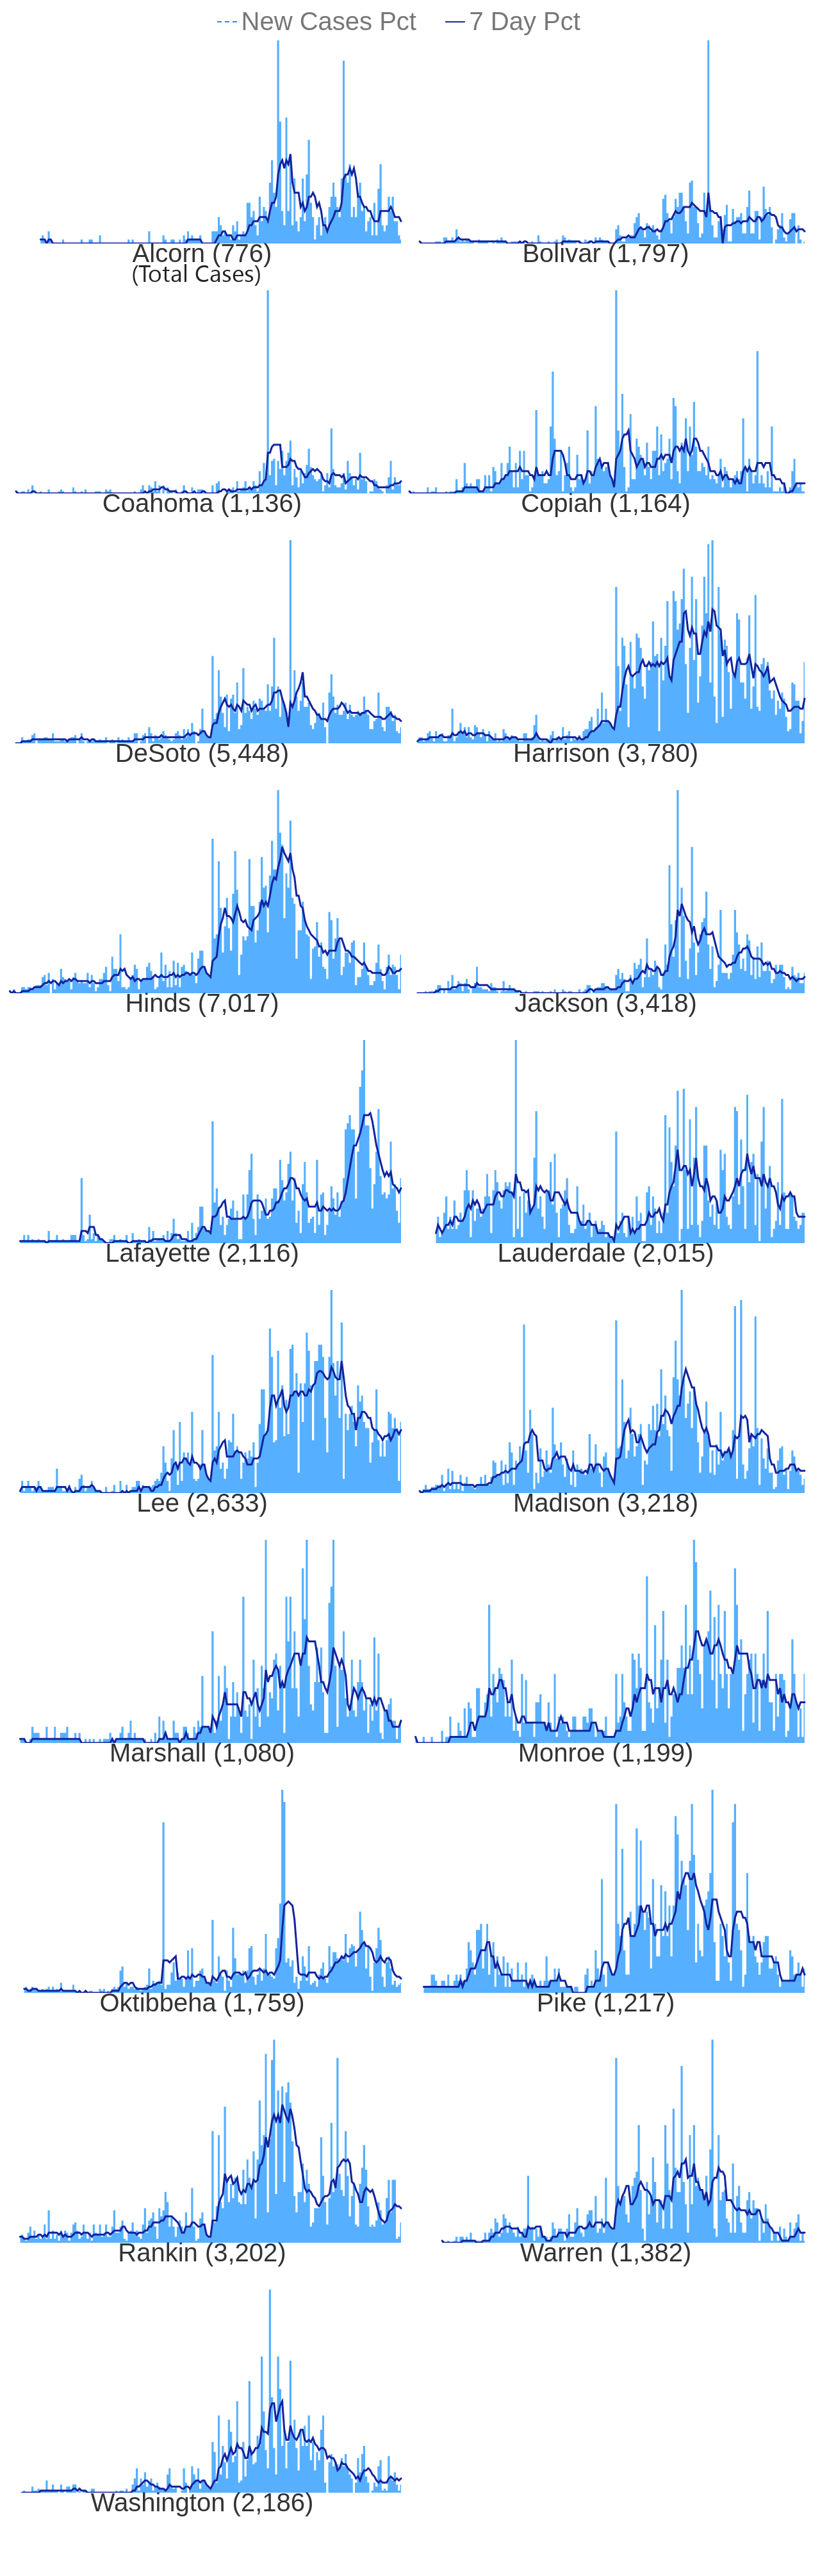 New Cases Pct 7 Day Pct
Alcorn (776) Bolivar (1,797)
(Total Cases)
Coahoma (1,136) Copiah (1,164)
DeSoto (5,448) Harrison (3,780)
Hinds (7,017) Jackson (3,418)
Lafayette (2,116) Lauderdale (2,015)
Lee (2,633) Madison (3,218)
Marshall (1,080) Monroe (1,199)
Oktibbeha (1,759) Pike (1,217)
Rankin (3,202) Warren (1,382)
Washington (2,186)